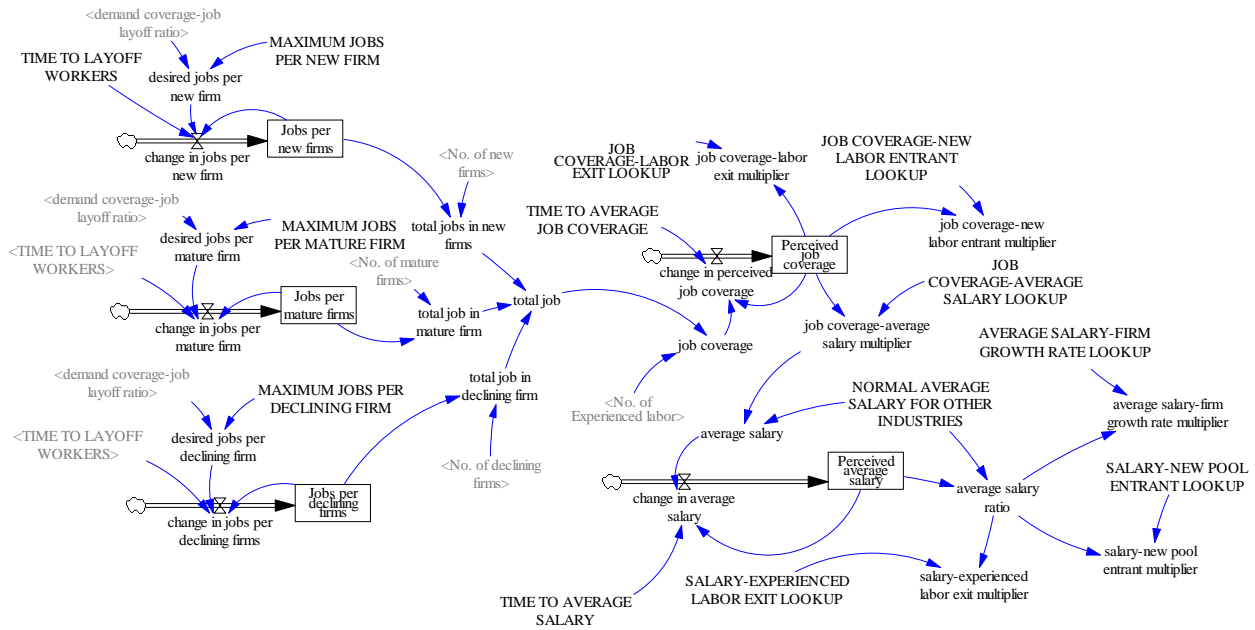 <demand coverage-job
layoff ratio>
TIME TO LAYOFF
WORKERS
MAXIMUM JOBS
PER NEW FIRM
desired jobs per
new firm
Jobs per
new firms
change in jobs per
new firm
<No. of new
firms>
total jobs in new
firms
<demand coverage-job
layoff ratio>
<TIME TO LAYOFF
WORKERS>
desired jobs per
mature firm
MAXIMUM JOBS
PER MATURE FIRM
<No. of mature
firms>
Jobs per
mature firms
change in jobs per
mature firm
total job in
mature firm
total job
<demand coverage-job
layoff ratio>
<TIME TO LAYOFF
WORKERS>
MAXIMUM JOBS PER
DECLINING FIRM
desired jobs per
declining firm
total job in
declining firm
<No. of declining
firms>
Jobs per
declining firms
change in jobs per
declining firms
JOB
COVERAGE-LABOR
EXIT LOOKUP
job coverage-labor
exit multiplier
JOB COVERAGE-NEW
LABOR ENTRANT
LOOKUP
TIME TO AVERAGE
JOB COVERAGE
job coverage-new
labor entrant multiplier
Perceived
job
coverage
change in perceived
job coverage
JOB
COVERAGE-AVERAGE
SALARY LOOKUP
job coverage
job coverage-average
salary multiplier
AVERAGE SALARY-FIRM
GROWTH RATE LOOKUP
<No. of
Experienced labor>
NORMAL AVERAGE
SALARY FOR OTHER
INDUSTRIES
average salary
average salary-firm
growth rate multiplier
Perceived
average
salary
change in average
salary
average salary
ratio
SALARY-NEW POOL
ENTRANT LOOKUP
salary-new pool
entrant multiplier
SALARY-EXPERIENCED
LABOR EXIT LOOKUP
salary-experienced
labor exit multiplier
TIME TO AVERAGE
SALARY